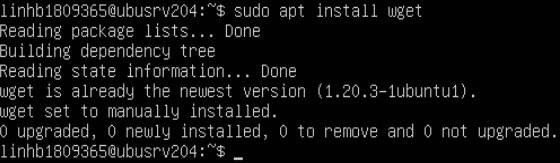 linhb1809365@ubusrv204:~$ sudo apt install wget
Reading package lists... Done
Building dependency tree
Reading state information... Done
wget is already the newest version (1.20.3-1ubuntu1).
wget set to manually installed.
0 upgraded, 0 newly installed, 0 to remove and 0 not upgraded.
linhb1809365@ubusrv204:~$ _